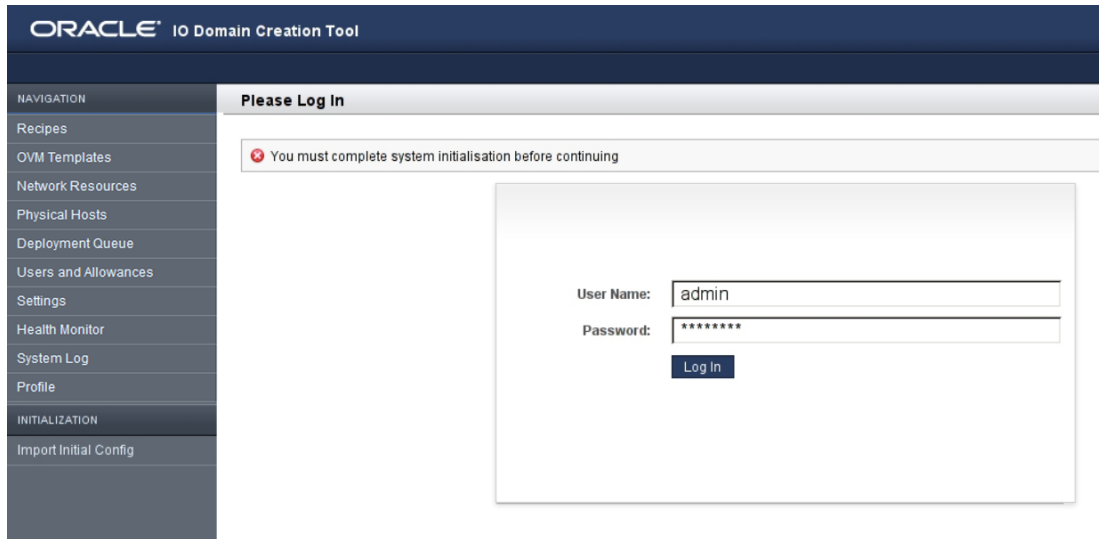 ORACLE® IO Domain Creation Tool
NAVIGATION
Recipes
OVM Templates
Network Resources
Physical Hosts
Deployment Queue
Users and Allowances
Settings
Health Monitor
System Log
Profile
INITIALIZATION
Import Initial Config
Please Log In
You must complete system initialisation before continuing
User Name: admin
Password: ********
Log In